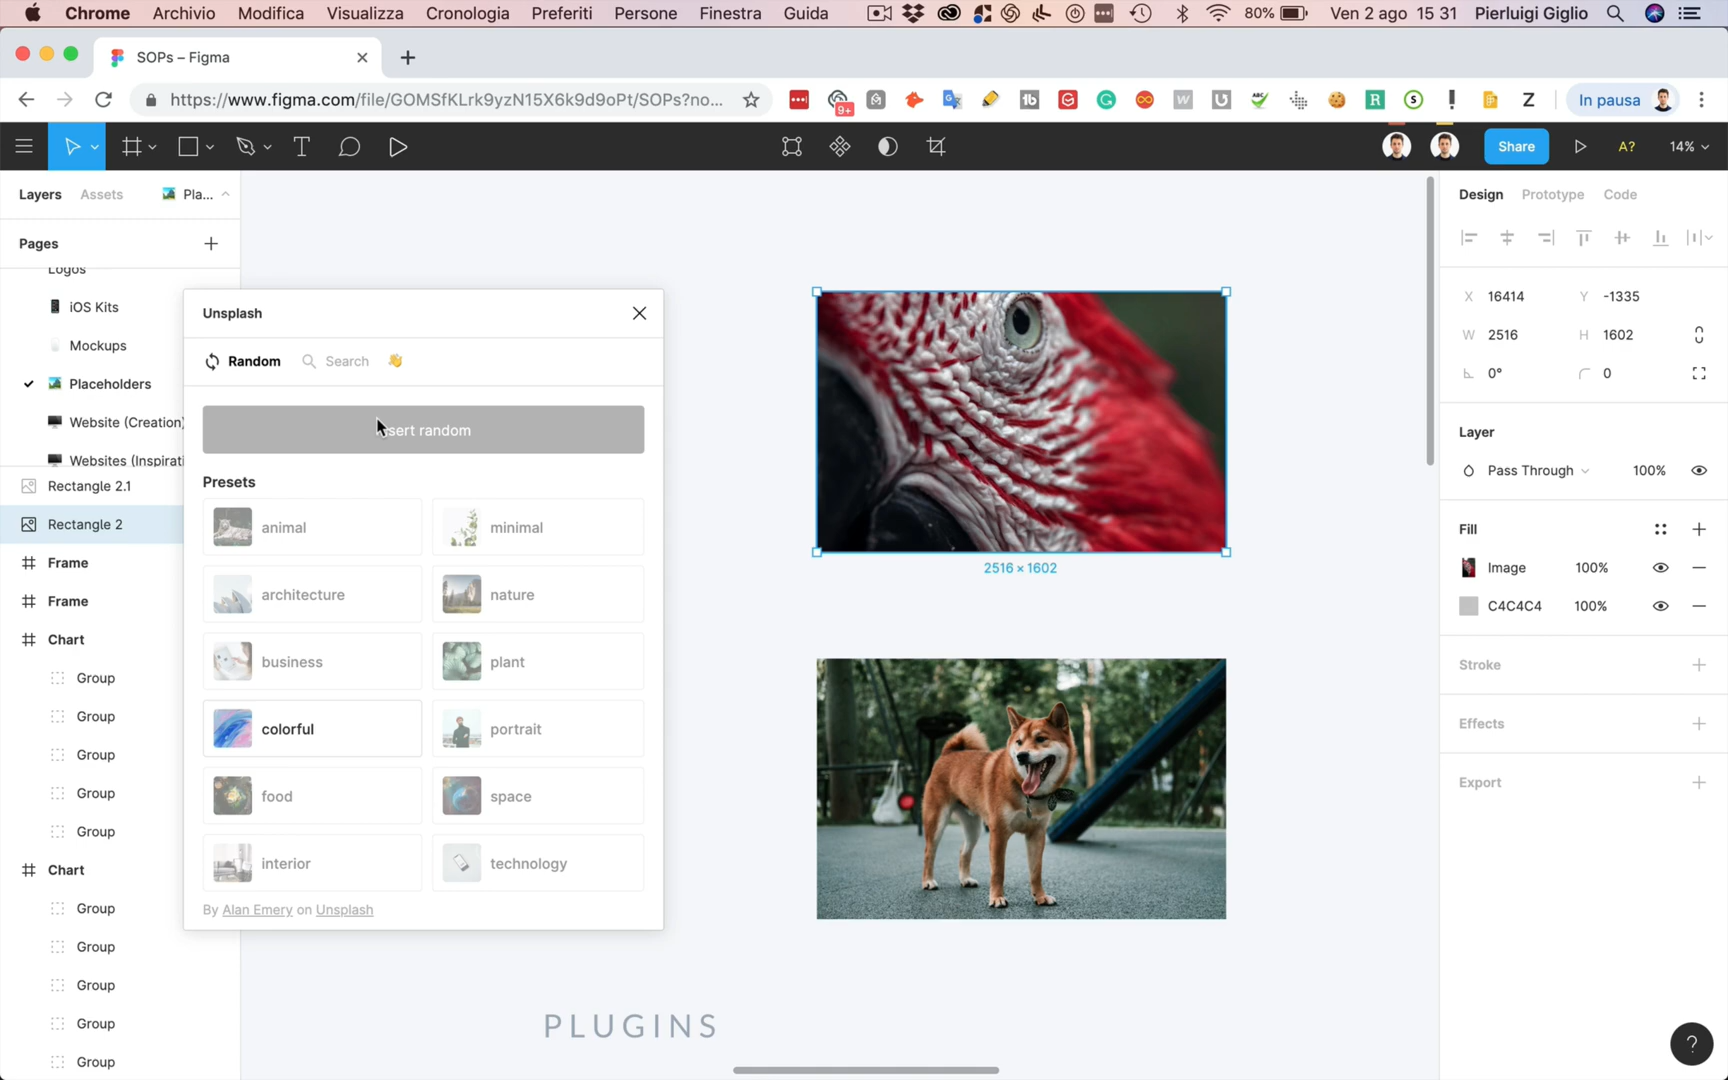 Chrome Archivio Modifica Visualizza Cronologia Preferiti Persone Finestra Guida 80% Ven 2 ago 15 31 Pierluigi Giglio
SOPs – Figma
https://www.figma.com/file/GOMSfKLrk9yzN15X6k9d9oPt/SOPs?no... 9+ In pausa
Share A? 14%
Layers Assets Pla...
Pages
Logos
iOS Kits
Mockups
Placeholders
Website (Creation)
Websites (Inspirati
Rectangle 2.1
Rectangle 2
Frame
Frame
Chart
Group
Group
Group
Group
Group
Chart
Group
Group
Group
Group
Group
Unsplash
Random Search
sert random
Presets
animal minimal
architecture nature
business plant
colorful portrait
food space
interior technology
By Alan Emery on Unsplash
2516 × 1602
PLUGINS
Design Prototype Code
X 16414 Y -1335
W 2516 H 1602
0° 0
Layer
Pass Through 100%
Fill
Image 100%
C4C4C4 100%
Stroke
Effects
Export
?